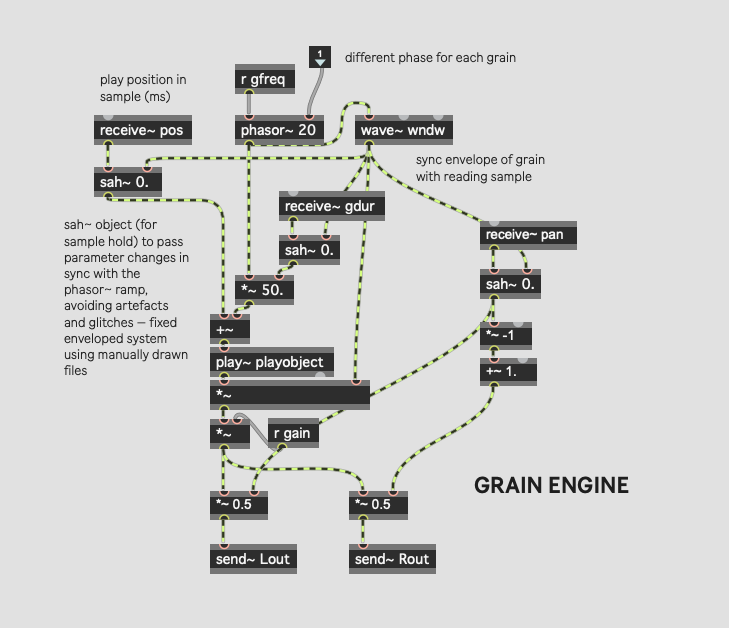 1
different phase for each grain
play position in
sample (ms)
r gfreq
receive~ pos
phasor~ 20
wave~ wndw
sync envelope of grain
with reading sample
sah~ 0.
receive~ gdur
sah~ object (for
sample hold) to pass
parameter changes in
sync with the
phasor~ ramp,
avoiding artefacts
and glitches – fixed
enveloped system
using manually drawn
files
receive~ pan
sah~ 0.
sah~ 0.
*~ 50.
+~
*~ -1
play~ playobject
+~ 1.
*~
*~
r gain
GRAIN ENGINE
*~ 0.5
*~ 0.5
send~ Lout
send~ Rout